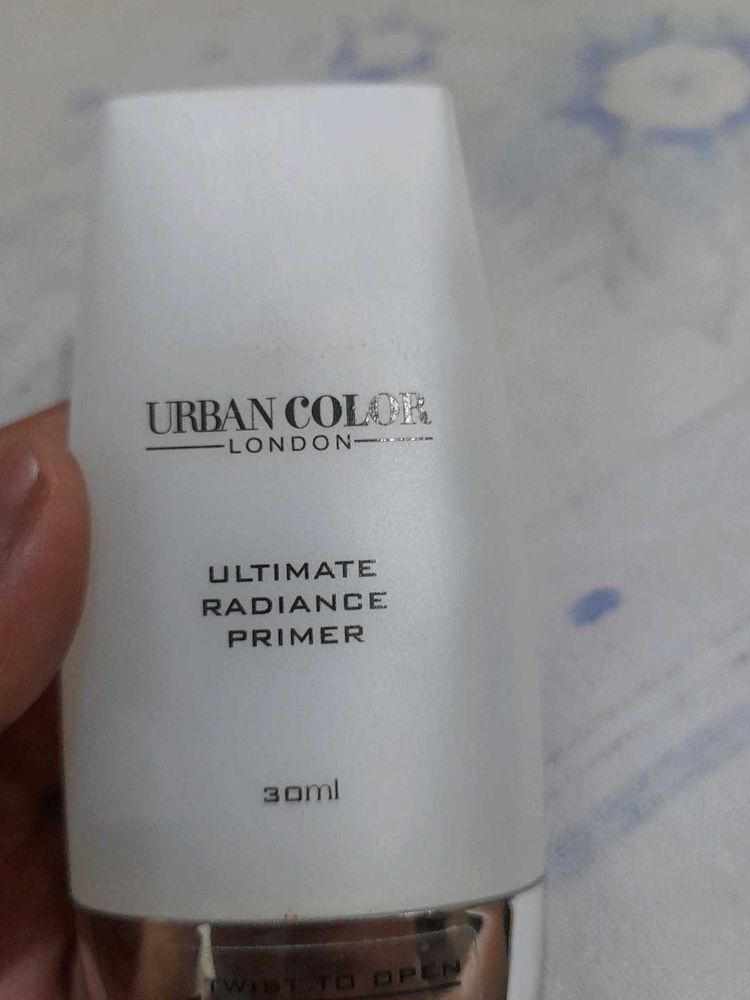 URBAN COLOR
LONDON
ULTIMATE
RADIANCE
PRIMER
30ml
TWIST TO OPEN